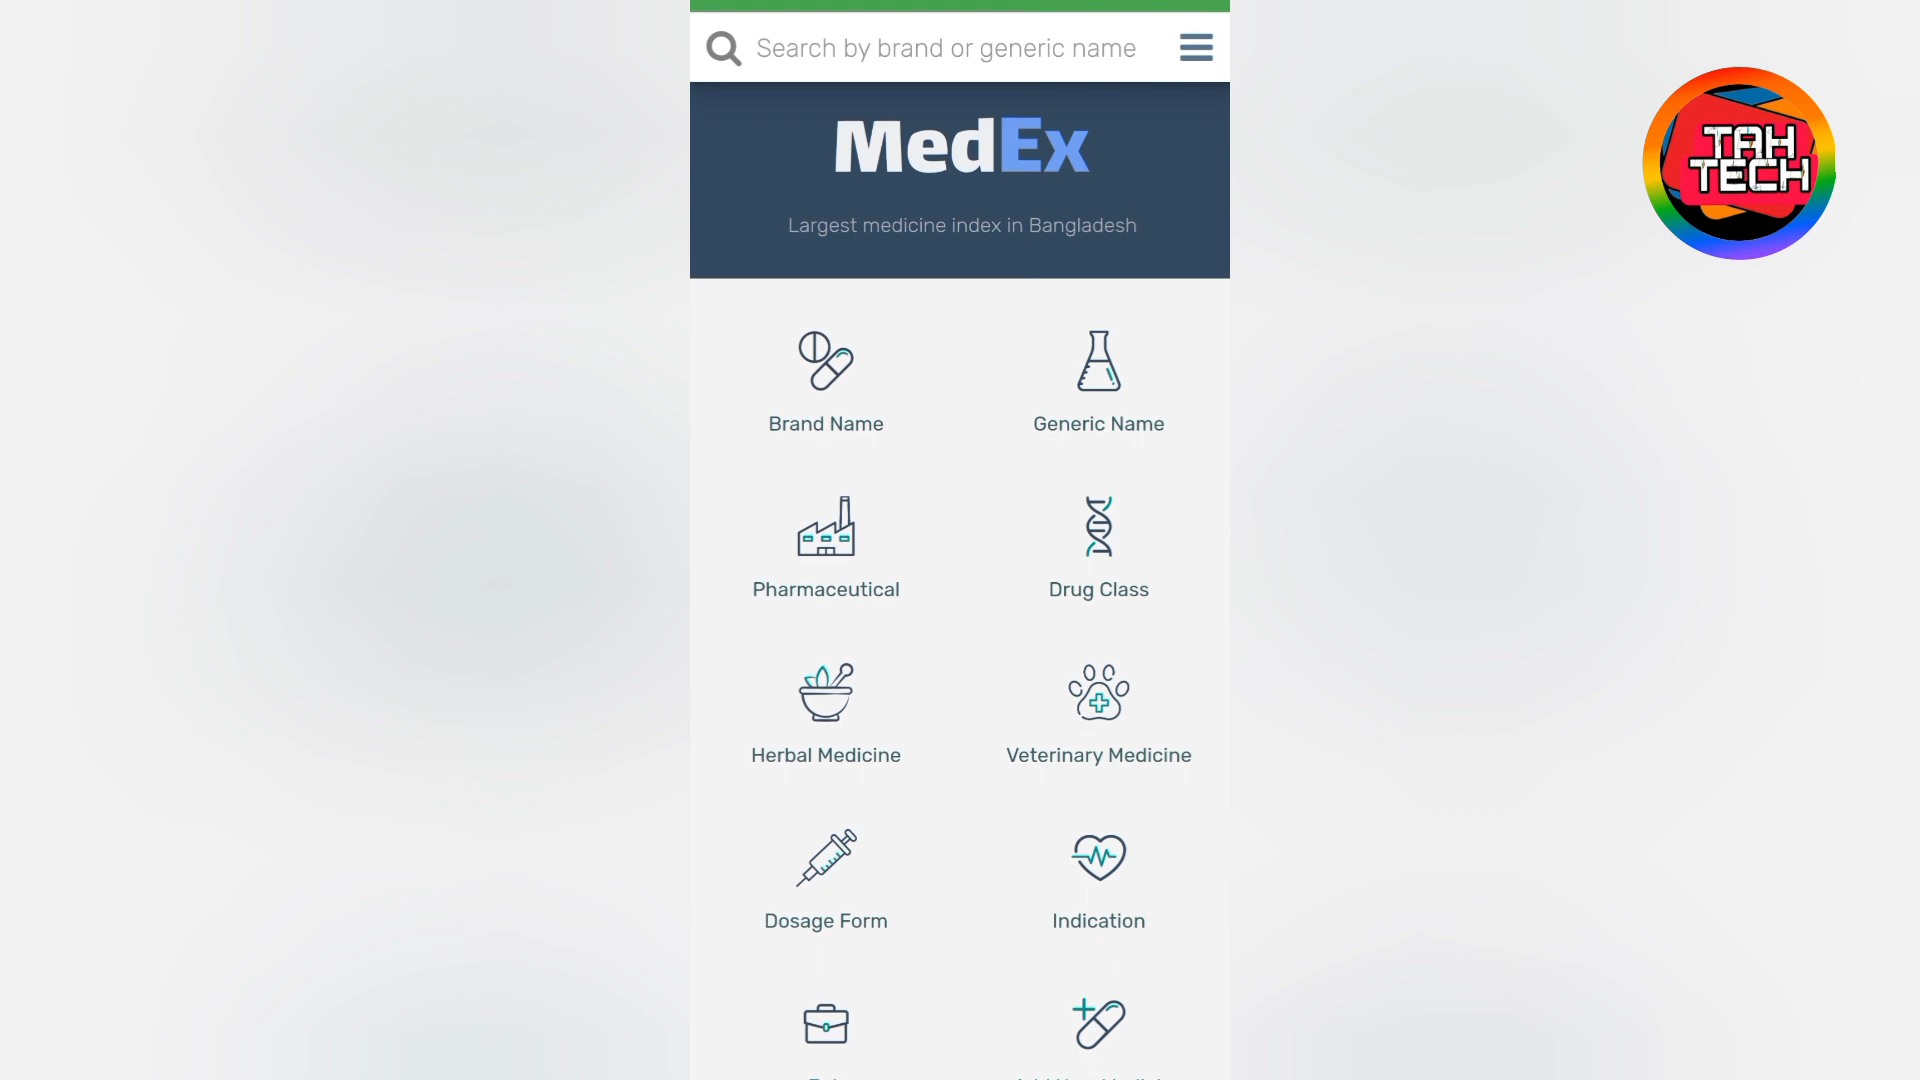 Search by brand or generic name
MedEx
Largest medicine index in Bangladesh
TAH
TECH
Brand Name
Generic Name
Pharmaceutical
Drug Class
Herbal Medicine
Veterinary Medicine
Dosage Form
Indication